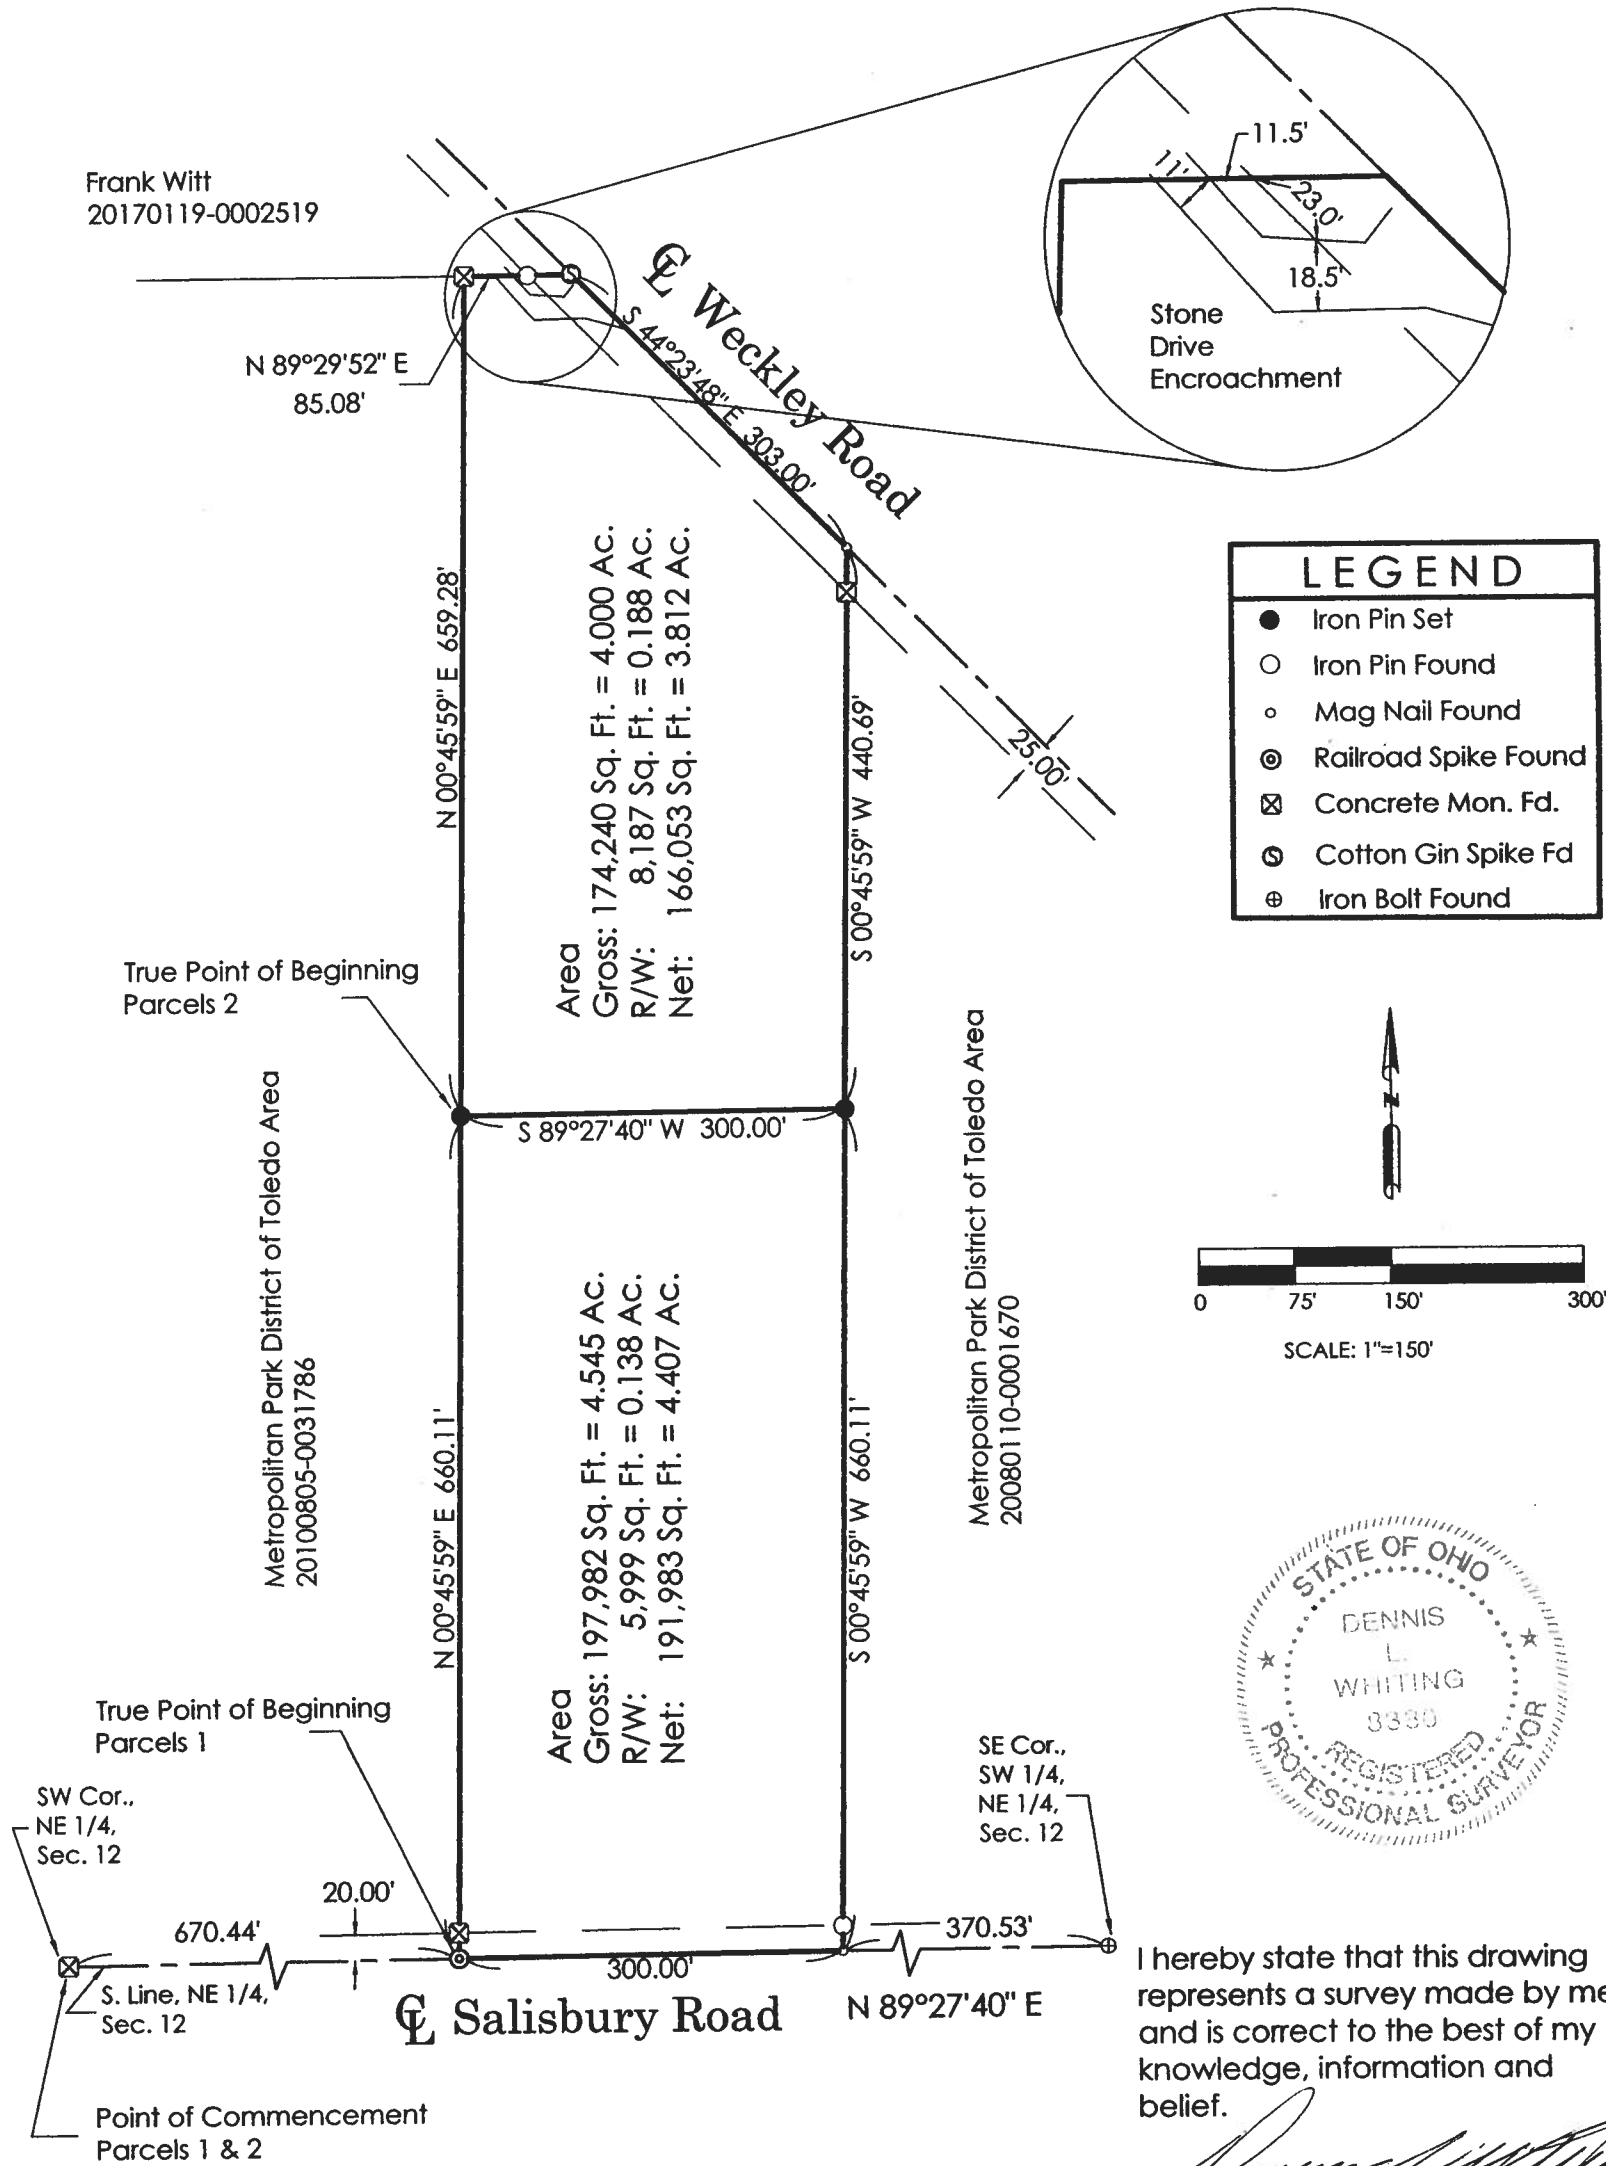 Frank Witt
20170119-0002519
N 89°29'52" E
85.08'
℄ Weckley Road
S 44°23'48" E 303.00'
11.5'
11'
23.0'
18.5'
Stone
Drive
Encroachment
LEGEND
Iron Pin Set
Iron Pin Found
Mag Nail Found
Railroad Spike Found
Concrete Mon. Fd.
Cotton Gin Spike Fd
Iron Bolt Found
N 00°45'59" E 659.28'
Area
Gross: 174,240 Sq. Ft. = 4.000 Ac.
R/W: 8,187 Sq. Ft. = 0.188 Ac.
Net: 166,053 Sq. Ft. = 3.812 Ac.
S 00°45'59" W 440.69'
25.00'
True Point of Beginning
Parcels 2
S 89°27'40" W 300.00'
Metropolitan Park District of Toledo Area
20100805-0031786
Metropolitan Park District of Toledo Area
20080110-0001670
N
0 75' 150' 300'
SCALE: 1"=150'
N 00°45'59" E 660.11'
Area
Gross: 197,982 Sq. Ft. = 4.545 Ac.
R/W: 5,999 Sq. Ft. = 0.138 Ac.
Net: 191,983 Sq. Ft. = 4.407 Ac.
S 00°45'59" W 660.11'
STATE OF OHIO
DENNIS
L.
WHITING
REGISTERED
PROFESSIONAL SURVEYOR
True Point of Beginning
Parcels 1
SW Cor.,
NE 1/4,
Sec. 12
SE Cor.,
SW 1/4,
NE 1/4,
Sec. 12
20.00'
670.44'
370.53'
300.00'
S. Line, NE 1/4,
Sec. 12
℄ Salisbury Road
N 89°27'40" E
Point of Commencement
Parcels 1 & 2
I hereby state that this drawing
represents a survey made by me
and is correct to the best of my
knowledge, information and
belief.